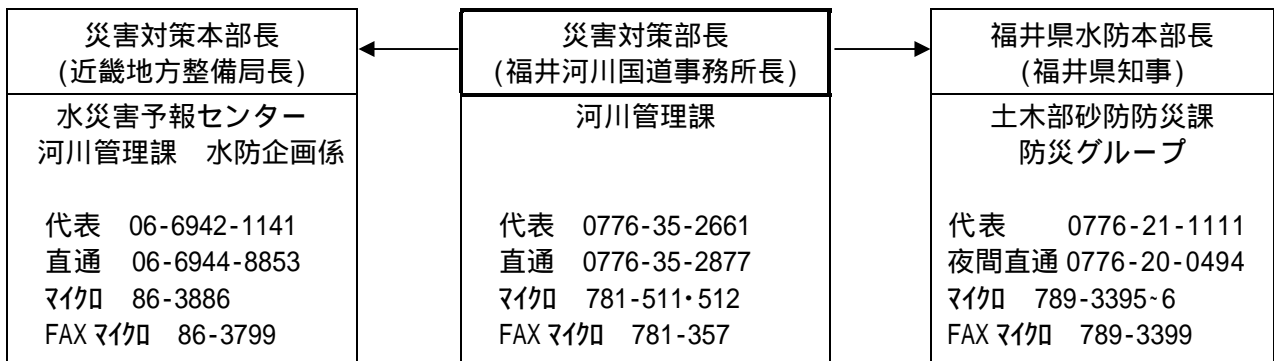 災害対策本部長
(近畿地方整備局長)
水災害予報センター
河川管理課　水防企画係
代表　06-6942-1141
直通　06-6944-8853
ﾏｲｸﾛ　86-3886
FAX ﾏｲｸﾛ　86-3799
災害対策部長
(福井河川国道事務所長)
河川管理課
代表　0776-35-2661
直通　0776-35-2877
ﾏｲｸﾛ　781-511・512
FAX ﾏｲｸﾛ　781-357
福井県水防本部長
(福井県知事)
土木部砂防防災課
防災グループ
代表　0776-21-1111
夜間直通 0776-20-0494
ﾏｲｸﾛ　789-3395~6
FAX ﾏｲｸﾛ　789-3399